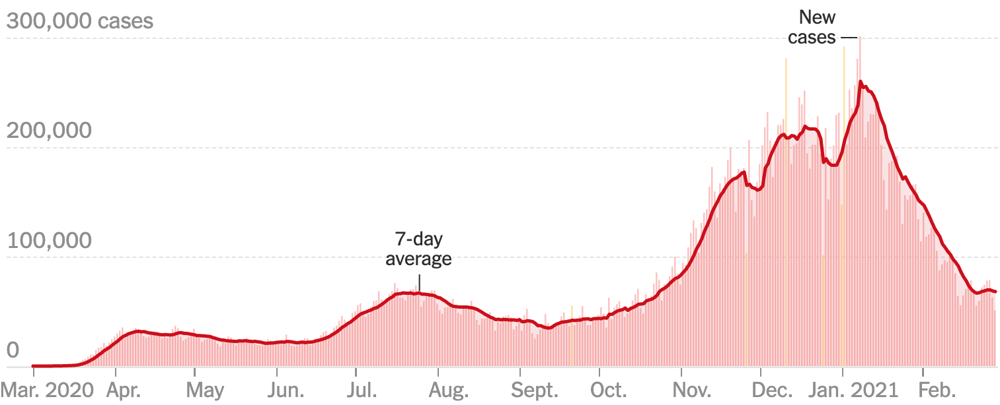 300,000 cases
New
cases
200,000
7-day
average
100,000
0
Mar. 2020 Apr. May Jun. Jul. Aug. Sept. Oct. Nov. Dec. Jan. 2021 Feb.